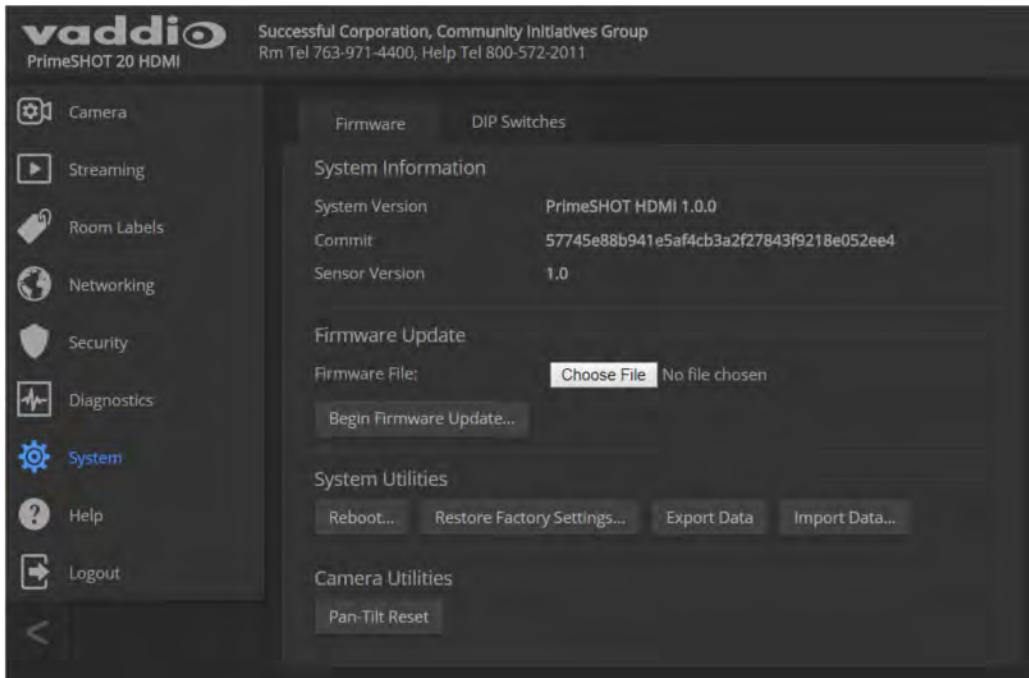 vaddio
PrimeSHOT 20 HDMI
Successful Corporation, Community Initiatives Group
Rm Tel 763-971-4400, Help Tel 800-572-2011
Camera
Streaming
Room Labels
Networking
Security
Diagnostics
System
Help
Logout
<
Firmware DIP Switches
System Information
System Version PrimeSHOT HDMI 1.0.0
Commit 57745e88b941e5af4cb3a2f27843f9218e052ee4
Sensor Version 1.0
Firmware Update
Firmware File: Choose File No file chosen
Begin Firmware Update...
System Utilities
Reboot... Restore Factory Settings... Export Data Import Data...
Camera Utilities
Pan-Tilt Reset